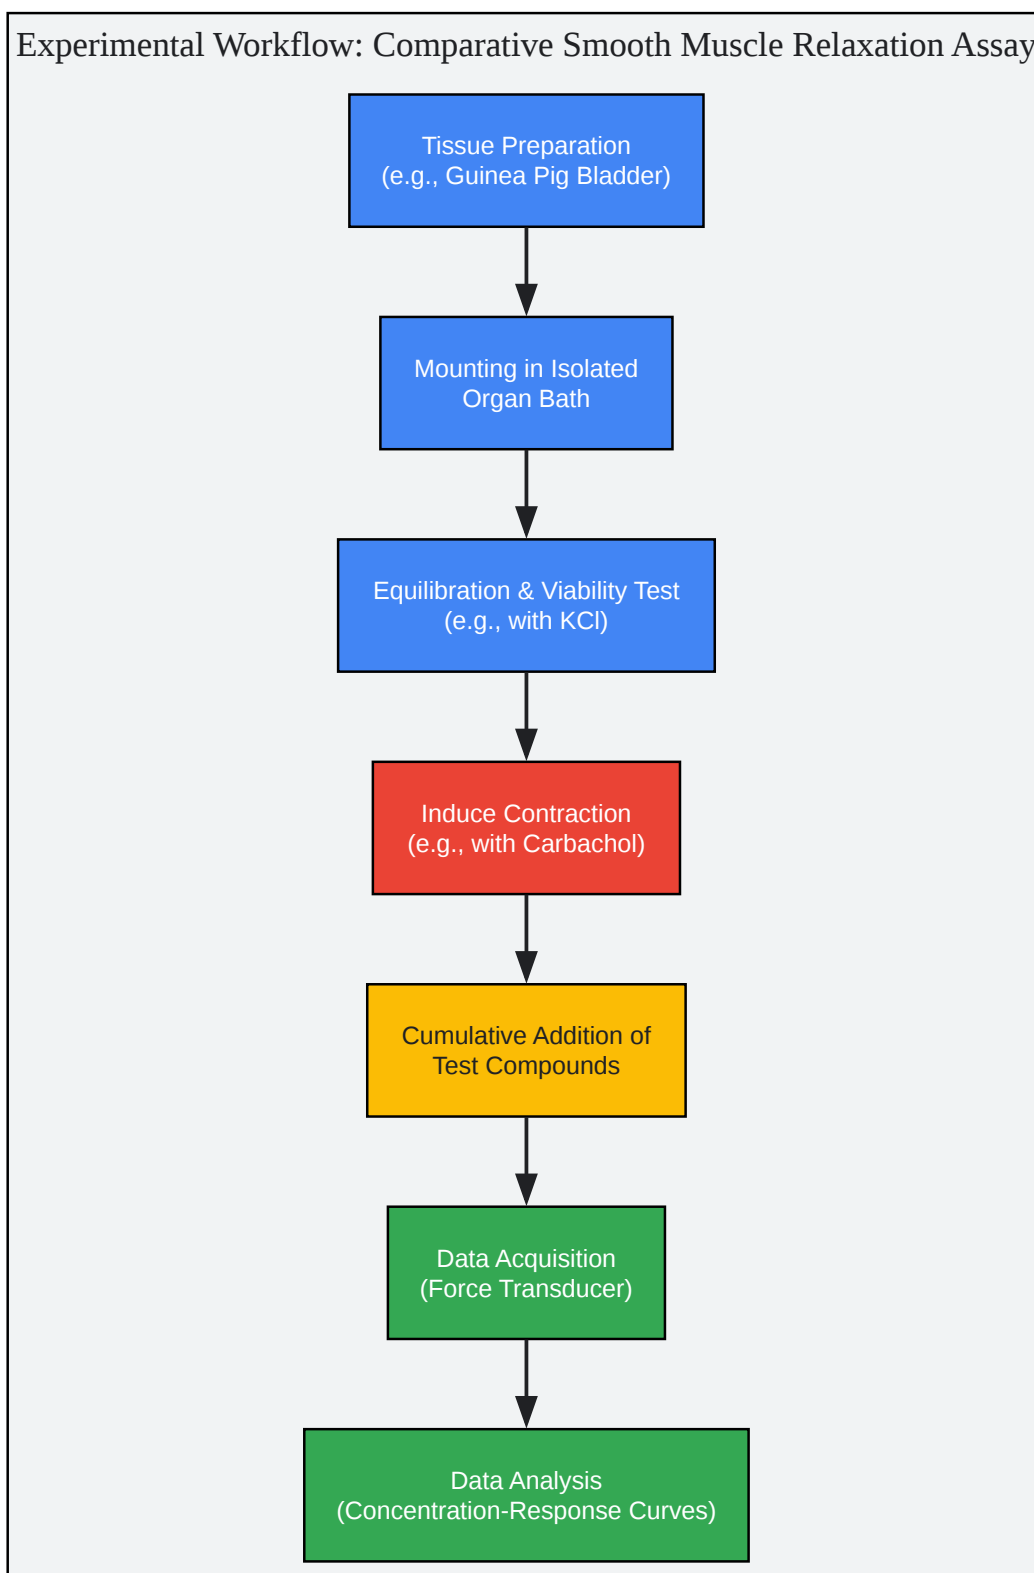 Experimental Workflow: Comparative Smooth Muscle Relaxation Assay
Tissue Preparation
(e.g., Guinea Pig Bladder)
Mounting in Isolated
Organ Bath
Equilibration & Viability Test
(e.g., with KCl)
Induce Contraction
(e.g., with Carbachol)
Cumulative Addition of
Test Compounds
Data Acquisition
(Force Transducer)
Data Analysis
(Concentration-Response Curves)